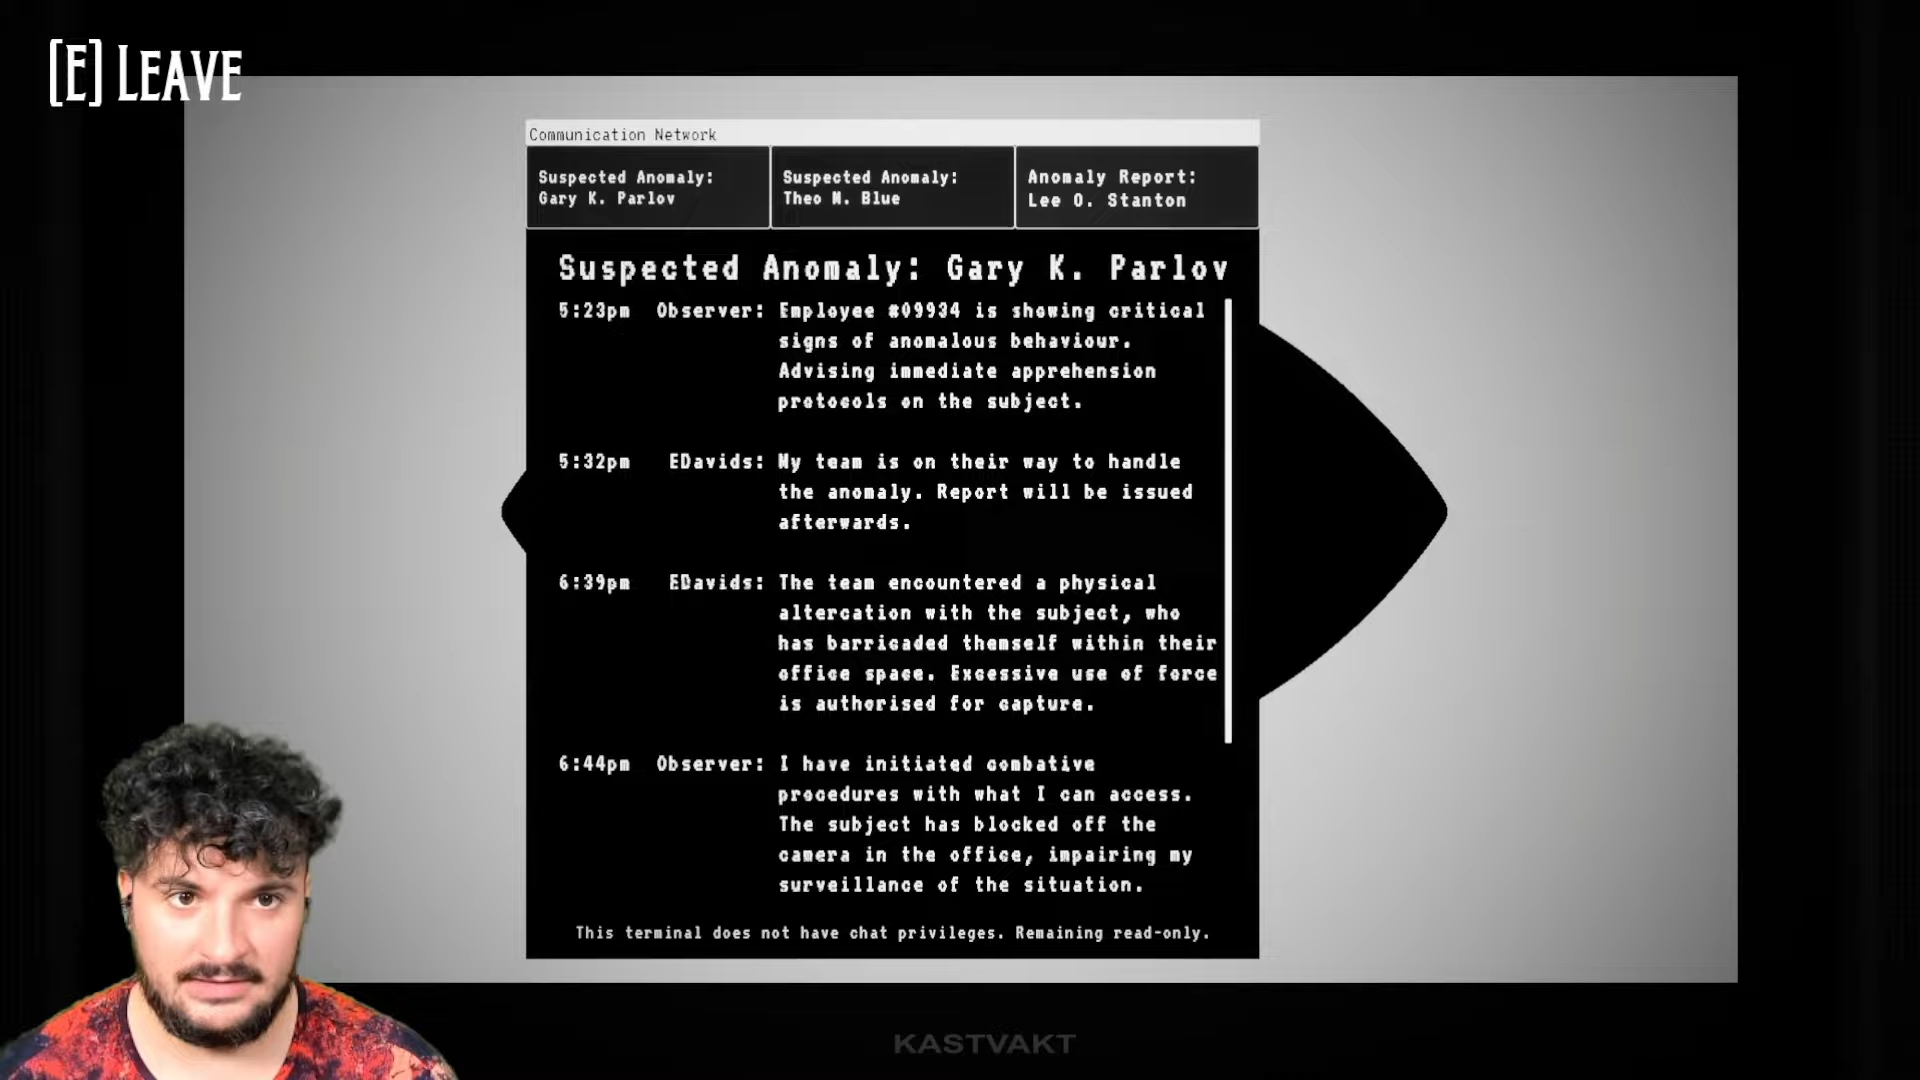 [E] LEAVE
Communication Network
Suspected Anomaly:
Gary K. Parlov
Suspected Anomaly:
Theo M. Blue
Anomaly Report:
Lee O. Stanton
Suspected Anomaly: Gary K. Parlov
5:23pm Observer: Employee #09934 is showing critical
signs of anomalous behaviour.
Advising immediate apprehension
protocols on the subject.
5:32pm EDavids: My team is on their way to handle
the anomaly. Report will be issued
afterwards.
6:39pm EDavids: The team encountered a physical
altercation with the subject, who
has barricaded themself within their
office space. Excessive use of force
is authorised for capture.
6:44pm Observer: I have initiated combative
procedures with what I can access.
The subject has blocked off the
camera in the office, impairing my
surveillance of the situation.
This terminal does not have chat privileges. Remaining read-only.
KASTVAKT